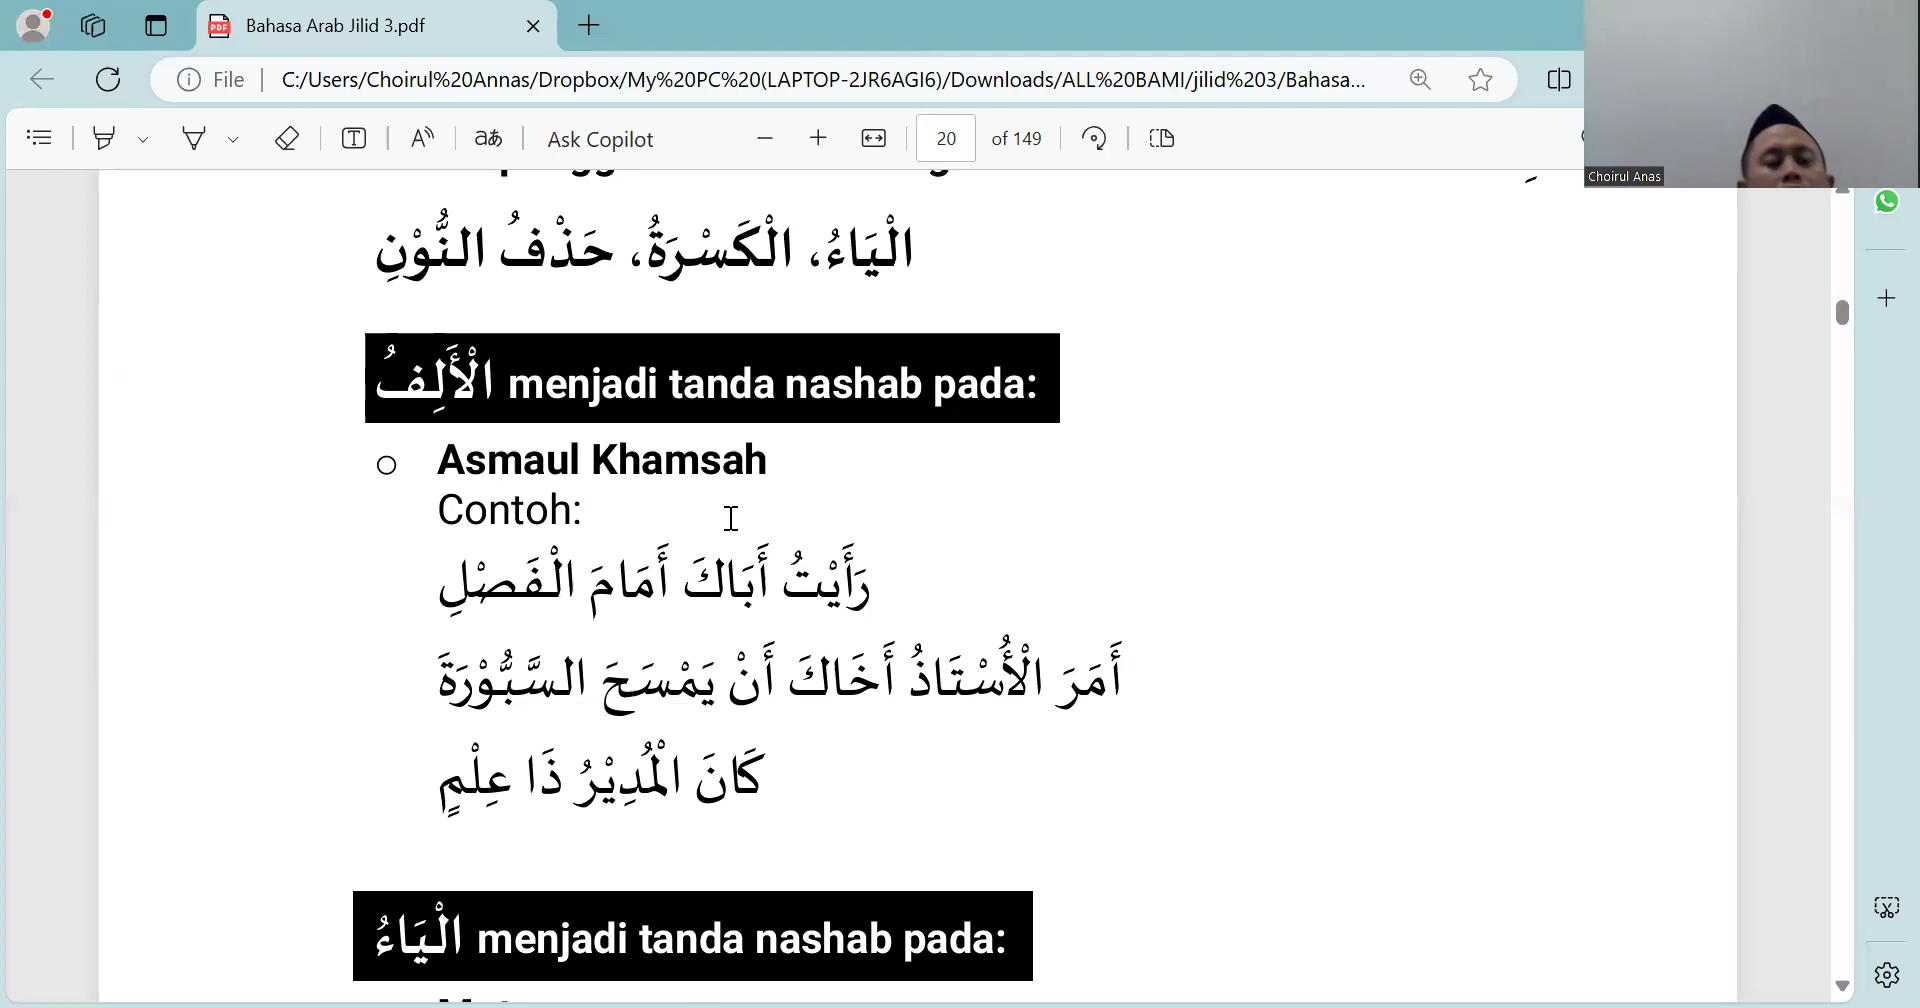 Bahasa Arab Jilid 3.pdf
File
C:/Users/Choirul%20Annas/Dropbox/My%20PC%20(LAPTOP-2JR6AGI6)/Downloads/ALL%20BAMI/jilid%203/Bahasa...
Ask Copilot
20 of 149
Choirul Anas
الْيَاءُ، الْكَسْرَةُ، حَذْفُ النُّوْنِ
الْأَلِفُ menjadi tanda nashab pada:
Asmaul Khamsah
Contoh:
رَأَيْتُ أَبَاكَ أَمَامَ الْفَصْلِ
أَمَرَ الْأُسْتَاذُ أَخَاكَ أَنْ يَمْسَحَ السَّبُّوْرَةَ
كَانَ الْمُدِيْرُ ذَا عِلْمٍ
الْيَاءُ menjadi tanda nashab pada: